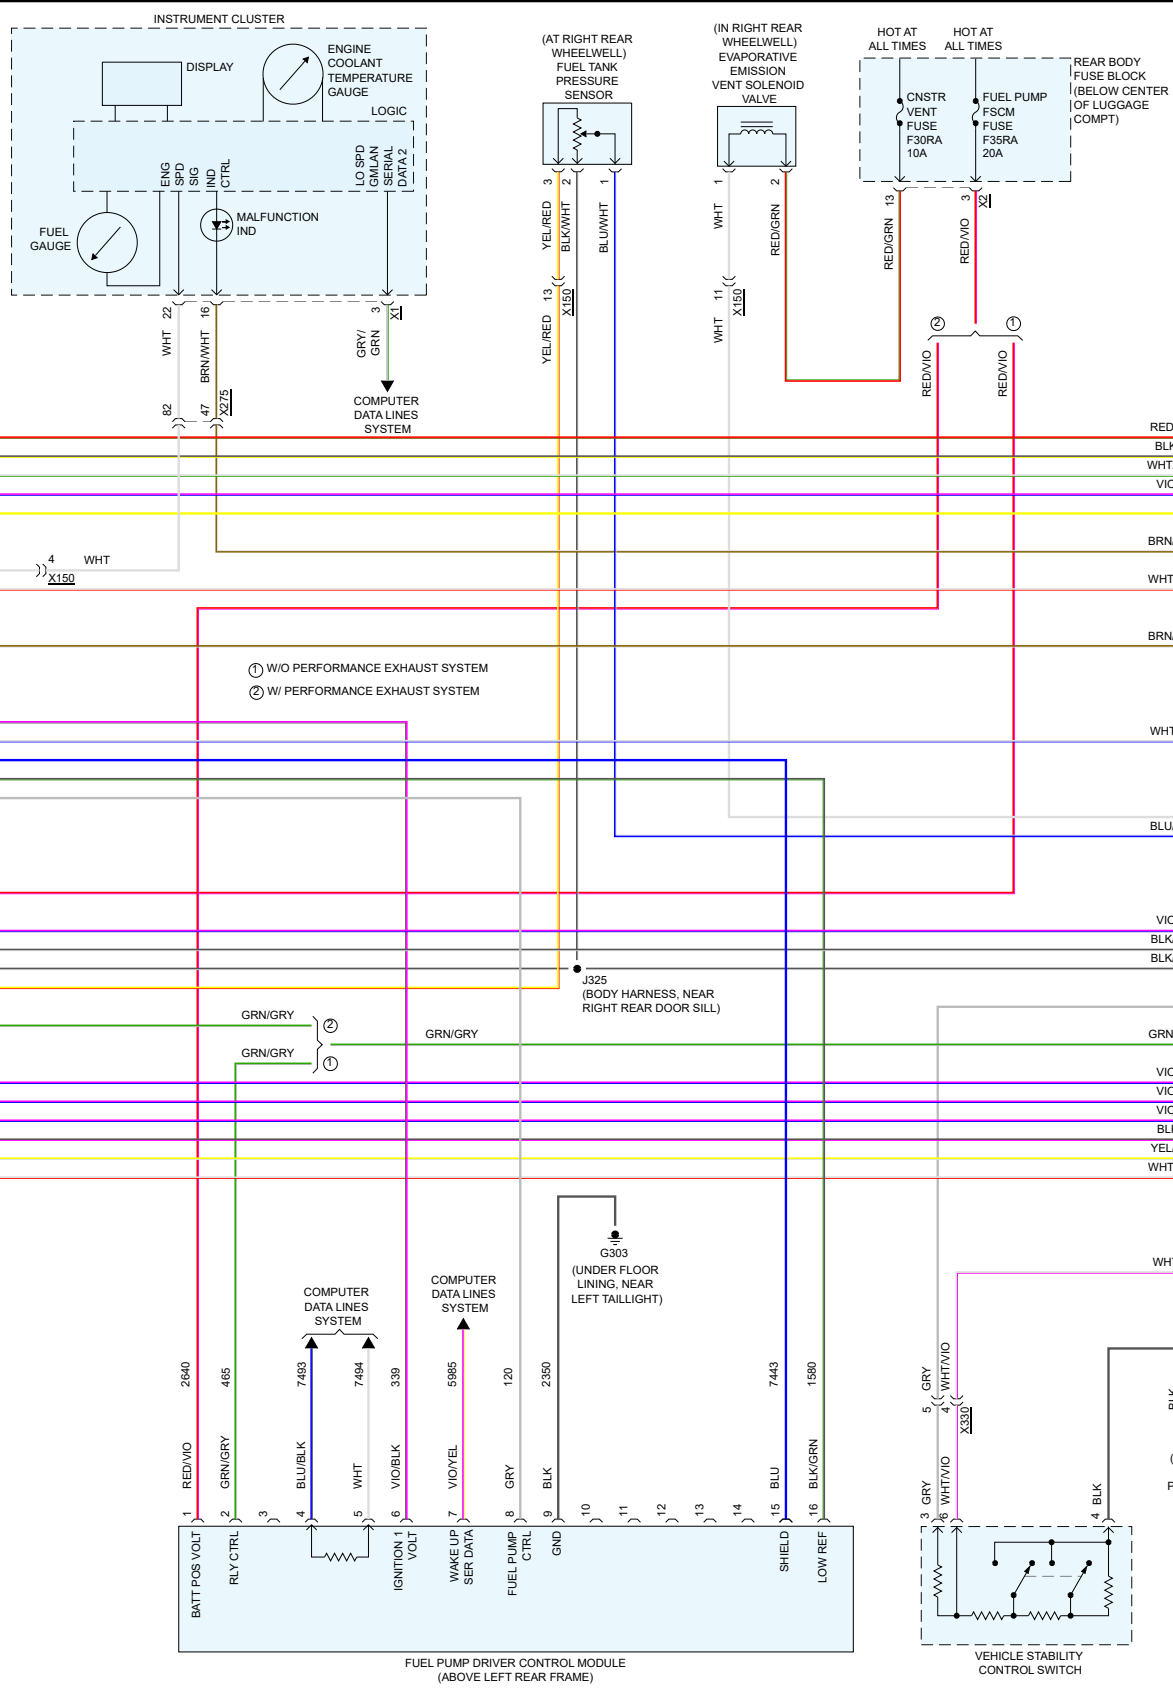 INSTRUMENT CLUSTER
DISPLAY
ENGINE
COOLANT
TEMPERATURE
GAUGE
LOGIC
ENG
SPD
SIG
IND
CTRL
LO SPD
GMLAN
SERIAL
DATA 2
FUEL
GAUGE
MALFUNCTION
IND
22
16
3
X1
WHT
BRN/WHT
GRY/
GRN
82
47
X275
COMPUTER
DATA LINES
SYSTEM
(AT RIGHT REAR
WHEELWELL)
FUEL TANK
PRESSURE
SENSOR
3
2
1
YEL/RED
BLK/WHT
BLU/WHT
13
X150
YEL/RED
(IN RIGHT REAR
WHEELWELL)
EVAPORATIVE
EMISSION
VENT SOLENOID
VALVE
1
2
WHT
RED/GRN
11
X150
WHT
HOT AT
ALL TIMES
HOT AT
ALL TIMES
CNSTR
VENT
FUSE
F30RA
10A
FUEL PUMP
FSCM
FUSE
F35RA
20A
REAR BODY
FUSE BLOCK
(BELOW CENTER
OF LUGGAGE
COMPT)
13
3
X2
RED/GRN
RED/VIO
2
1
RED/VIO
RED/VIO
RED
BLK
WHT/
VIO
BRN/
4
WHT
X150
WHT
BRN/
1 W/O PERFORMANCE EXHAUST SYSTEM
2 W/ PERFORMANCE EXHAUST SYSTEM
WHT
BLU/
VIO
BLK/
BLK/
J325
(BODY HARNESS, NEAR
RIGHT REAR DOOR SILL)
GRN/GRY
2
GRN/GRY
GRN/GRY
1
GRN
VIO
VIO
VIO
BL
YEL/
WHT
G303
(UNDER FLOOR
LINING, NEAR
LEFT TAILLIGHT)
WHT
COMPUTER
DATA LINES
SYSTEM
COMPUTER
DATA LINES
SYSTEM
2640
465
7493
7494
339
5985
120
2350
7443
1580
RED/VIO
GRN/GRY
BLU/BLK
WHT
VIO/BLK
VIO/YEL
GRY
BLK
BLU
BLK/GRN
1
2
3
4
5
6
7
8
9
10
11
12
13
14
15
16
BATT POS VOLT
RLY CTRL
IGNITION 1
VOLT
WAKE UP
SER DATA
FUEL PUMP
CTRL
GND
SHIELD
LOW REF
FUEL PUMP DRIVER CONTROL MODULE
(ABOVE LEFT REAR FRAME)
GRY
WHT/VIO
5
4
X330
GRY
WHT/VIO
BLK
3
6
4
BLK
(
P
VEHICLE STABILITY
CONTROL SWITCH